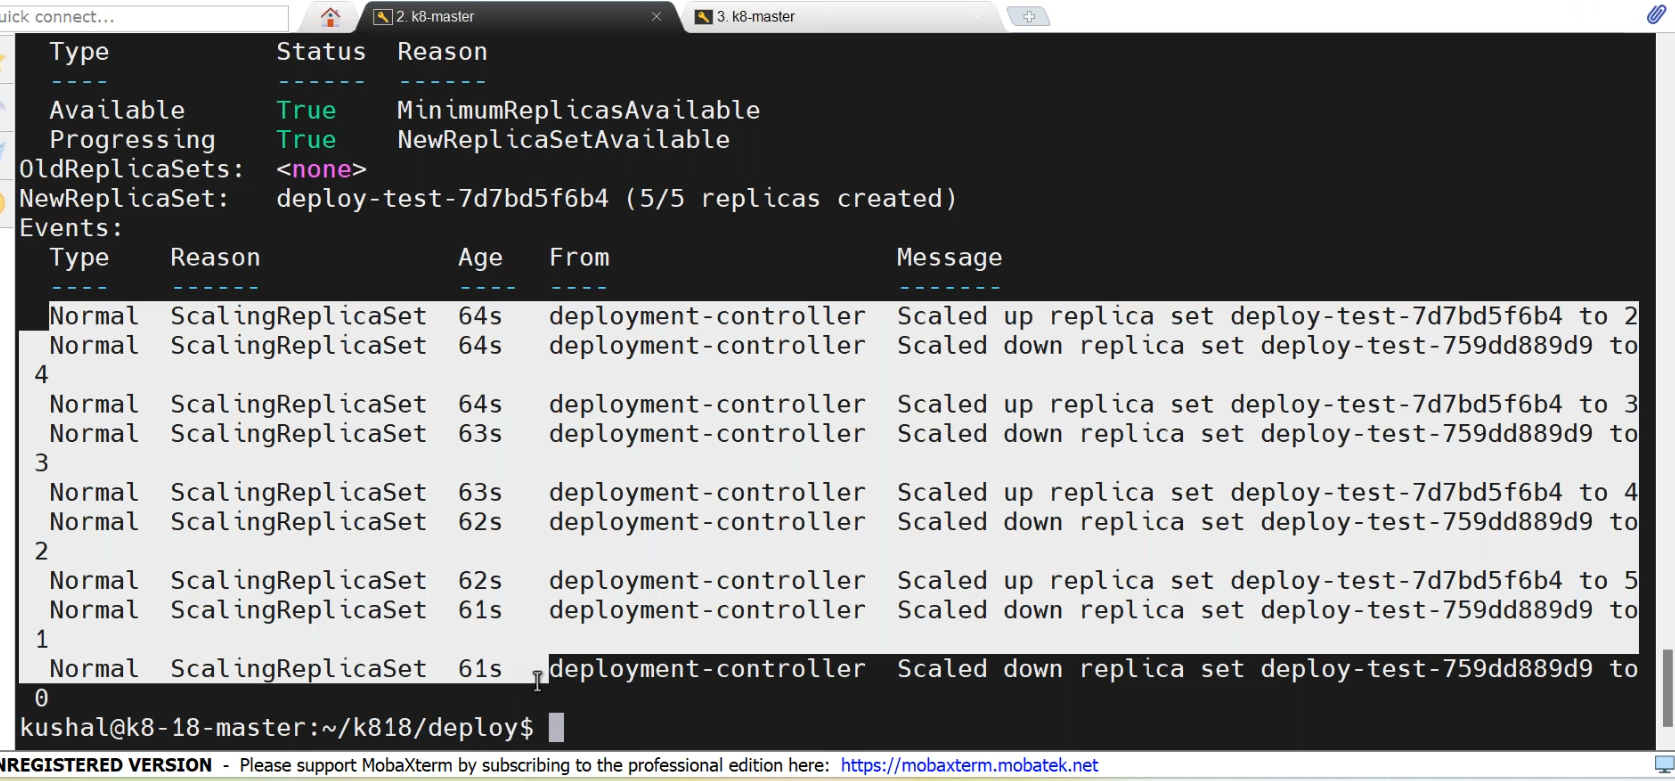 uick connect...
2. k8-master
3. k8-master
Type Status Reason
---- ------ ------
Available True MinimumReplicasAvailable
Progressing True NewReplicaSetAvailable
OldReplicaSets: <none>
NewReplicaSet: deploy-test-7d7bd5f6b4 (5/5 replicas created)
Events:
Type Reason Age From Message
---- ------ ---- ---- -------
Normal ScalingReplicaSet 64s deployment-controller Scaled up replica set deploy-test-7d7bd5f6b4 to 2
Normal ScalingReplicaSet 64s deployment-controller Scaled down replica set deploy-test-759dd889d9 to
4
Normal ScalingReplicaSet 64s deployment-controller Scaled up replica set deploy-test-7d7bd5f6b4 to 3
Normal ScalingReplicaSet 63s deployment-controller Scaled down replica set deploy-test-759dd889d9 to
3
Normal ScalingReplicaSet 63s deployment-controller Scaled up replica set deploy-test-7d7bd5f6b4 to 4
Normal ScalingReplicaSet 62s deployment-controller Scaled down replica set deploy-test-759dd889d9 to
2
Normal ScalingReplicaSet 62s deployment-controller Scaled up replica set deploy-test-7d7bd5f6b4 to 5
Normal ScalingReplicaSet 61s deployment-controller Scaled down replica set deploy-test-759dd889d9 to
1
Normal ScalingReplicaSet 61s deployment-controller Scaled down replica set deploy-test-759dd889d9 to
0
kushal@k8-18-master:~/k818/deploy$
NREGISTERED VERSION - Please support MobaXterm by subscribing to the professional edition here: https://mobaxterm.mobatek.net